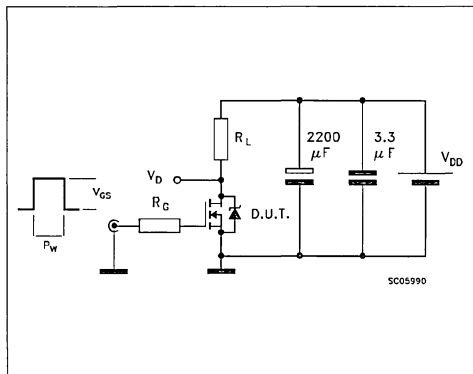 2200
μF
3.3
μF
R_L
V_DD
V_D
V_GS
R_G
D.U.T.
P_W
SC05990